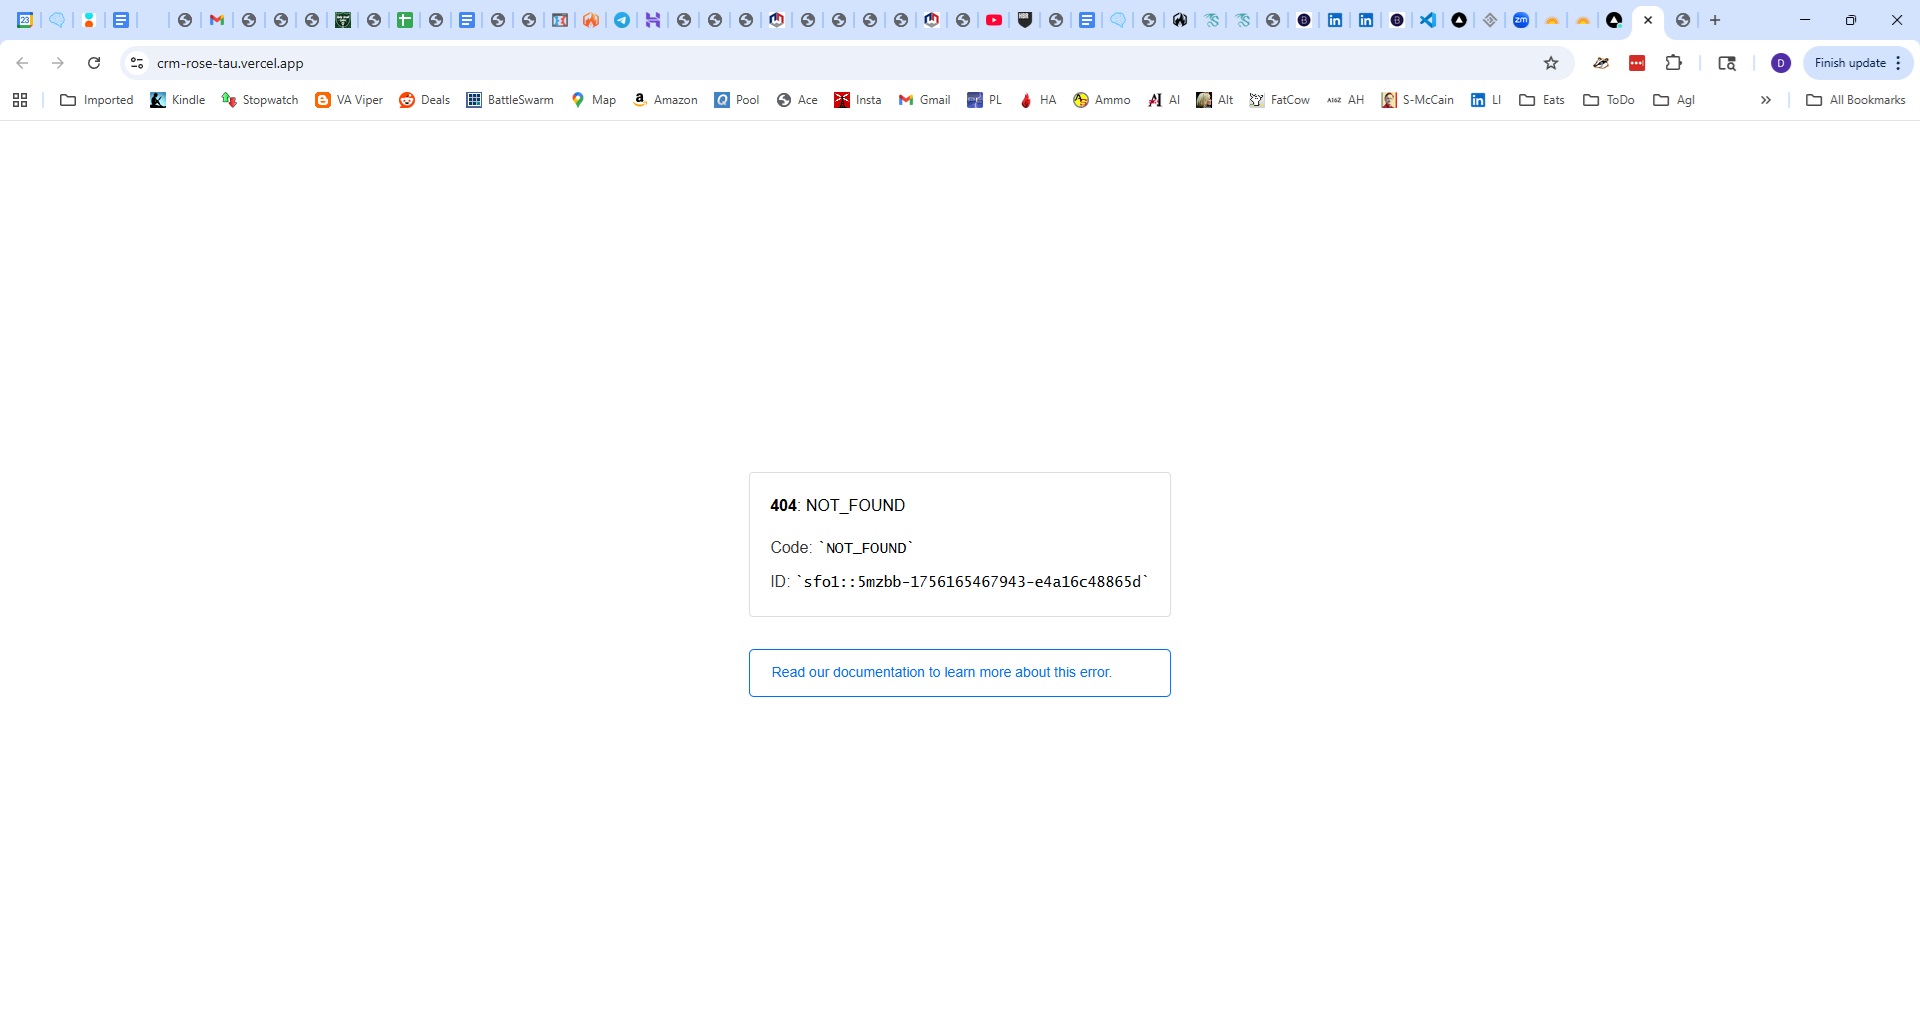 23
zm
crm-rose-tau.vercel.app
D
Finish update
Imported
Kindle
Stopwatch
VA Viper
Deals
BattleSwarm
Map
Amazon
Pool
Ace
Insta
Gmail
PL
HA
Ammo
AI
Alt
FatCow
AH
S-McCain
LI
Eats
ToDo
Agl
»
All Bookmarks
404: NOT_FOUND
Code: `NOT_FOUND`
ID: `sfo1::5mzbb-1756165467943-e4a16c48865d`
Read our documentation to learn more about this error.